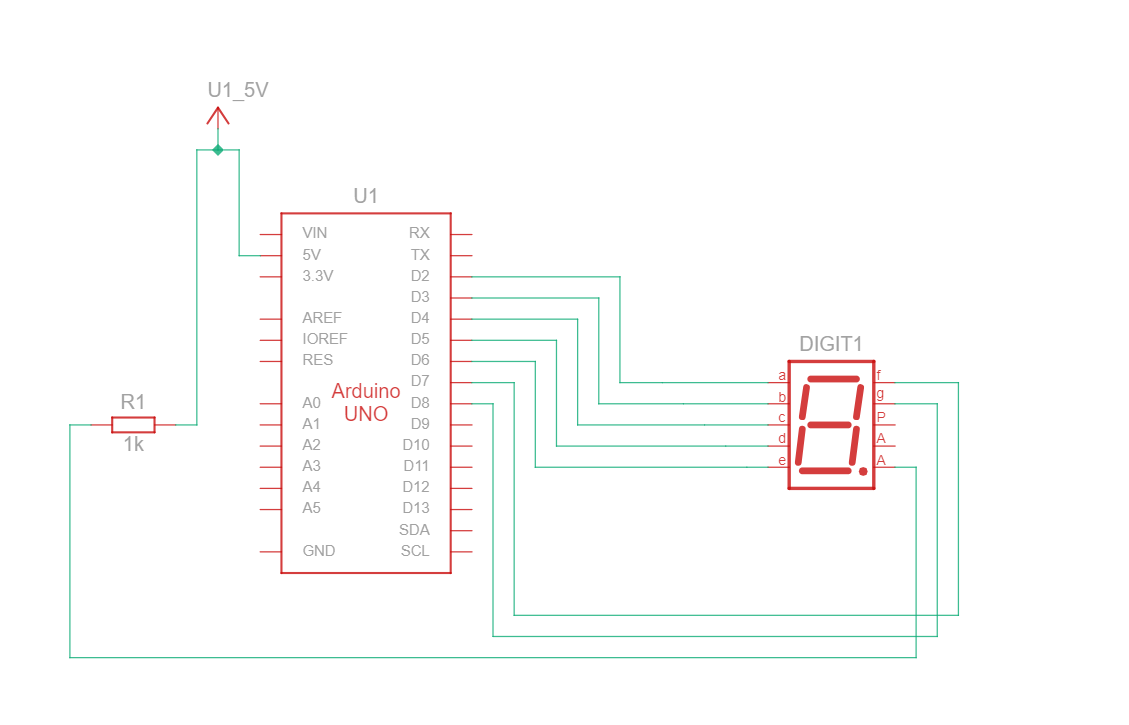 U1_5V
U1
VIN
5V
3.3V
AREF
IOREF
RES
A0
A1
A2
A3
A4
A5
GND
Arduino
UNO
RX
TX
D2
D3
D4
D5
D6
D7
D8
D9
D10
D11
D12
D13
SDA
SCL
R1
1k
DIGIT1
a
b
c
d
e
f
g
P
A
A